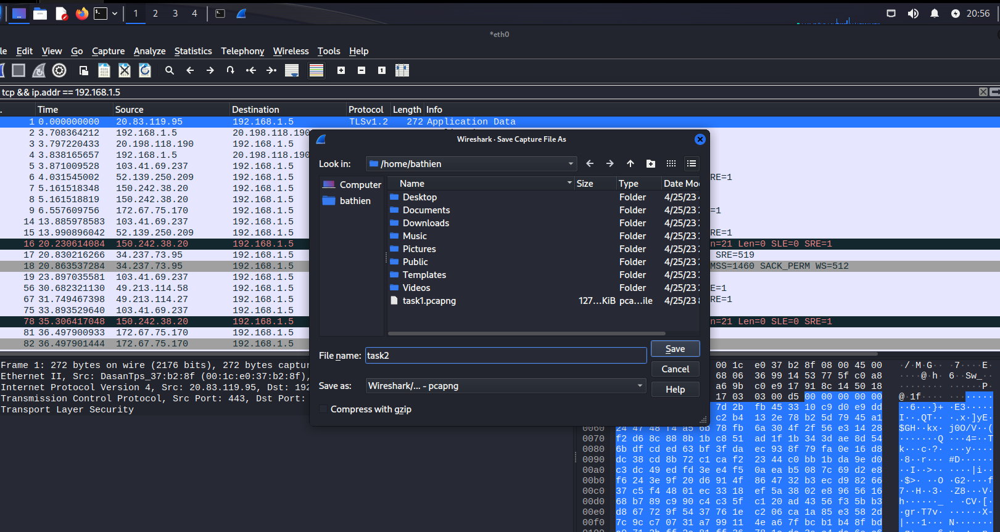 1 2 3 4 20:56
*eth0
le Edit View Go Capture Analyze Statistics Telephony Wireless Tools Help
tcp && ip.addr == 192.168.1.5
. Time Source Destination Protocol Length Info
1 0.000000000 20.83.119.95 192.168.1.5 TLSv1.2 272 Application Data
2 3.708364212 192.168.1.5 20.198.118.190
3 3.797220433 20.198.118.190 192.168.1.5
4 3.838165657 192.168.1.5 20.198.118.190
5 3.871009528 103.41.69.237 192.168.1.5
6 4.031545002 52.139.250.209 192.168.1.5 RE=1
7 5.161518348 150.242.38.20 192.168.1.5
8 5.161518819 150.242.38.20 192.168.1.5
9 6.557609756 172.67.75.170 192.168.1.5 =1
14 13.885978583 103.41.69.237 192.168.1.5
15 13.990896042 52.139.250.209 192.168.1.5 RE=1
16 20.230614084 150.242.38.20 192.168.1.5 n=21 Len=0 SLE=0 SRE=1
17 20.830216266 34.237.73.95 192.168.1.5 SRE=519
18 20.863537284 34.237.73.95 192.168.1.5 MSS=1460 SACK_PERM WS=512
19 23.897035581 103.41.69.237 192.168.1.5
56 30.682321130 49.213.114.58 192.168.1.5 E=1
67 31.749467398 49.213.114.27 192.168.1.5 RE=1
75 33.893529640 103.41.69.237 192.168.1.5
78 35.306417048 150.242.38.20 192.168.1.5 n=21 Len=0 SLE=0 SRE=1
81 36.497900933 172.67.75.170 192.168.1.5
82 36.497901444 172.67.75.170 192.168.1.5
Wireshark · Save Capture File As
Look in: /home/bathien
Computer
bathien
Name Size Type Date Mo
Desktop Folder 4/25/23
Documents Folder 4/25/23
Downloads Folder 4/25/23
Music Folder 4/25/23
Pictures Folder 4/25/23
Public Folder 4/25/23
Templates Folder 4/25/23
Videos Folder 4/25/23
task1.pcapng 127...KiB pca...ile 4/25/23
File name: task2 Save
Cancel
Save as: Wireshark/... - pcapng Help
Compress with gzip
Frame 1: 272 bytes on wire (2176 bits), 272 bytes captur
Ethernet II, Src: DasanTps_37:b2:8f (00:1c:e0:37:b2:8f),
Internet Protocol Version 4, Src: 20.83.119.95, Dst: 192
Transmission Control Protocol, Src Port: 443, Dst Port:
Transport Layer Security
00 1c e0 37 b2 8f 08 00 45 00 ·/·M·G· ··7····E·
68 06 36 99 14 53 77 5f c0 a8 ····@·h· 6··Sw_··
a6 9b c0 e9 17 91 8c 14 50 18
17 03 03 00 d5 00 00 00 00 00
7d 2b fb 45 33 10 c9 d0 e9 dd
c2 b4 13 2e 78 b2 5d 79 45 a1
0060 24 47 48 f4 a5 6b 78 fb 6a 30 4f 2f 56 e3 14 28 $GH··kx· j0O/V··(
0070 f2 d6 8c 88 8b 1b c8 51 ad 1f 1b 34 3d ae 8d 54 ·······Q ···4=··T
0080 6b df cd ed 63 bf 3f da ec 93 8f 79 fa 0e 16 d8 k···c·?· ···y····
0090 dc 38 cd 8b 72 c1 ca f2 23 44 c0 bb 1b da 9e d0 ·8··r··· #D······
00a0 c3 dc 49 ed fd 3e e4 f5 0a ea b5 08 7c 69 d2 e8 ··I··>·· ····|i··
00b0 f6 24 3e 9f 20 d6 91 4f 86 47 32 b3 ec d9 82 66 ·$>· ··O ·G2····f
00c0 37 c5 f4 48 01 ec 33 18 ef 5a 38 02 e8 96 56 16 7··H··3· ·Z8···V·
00d0 68 b7 89 c9 90 c4 c3 5f c1 20 ad 43 56 f3 5b b3 h······_ · ·CV·[·
00e0 d8 67 72 9f 54 37 76 1e c2 06 ca 1a 85 e3 58 2d ·gr·T7v· ······X-
00f0 7c 9c c7 07 31 a7 99 11 4e a6 7f bc b1 b4 8f bd |···1··· N·······